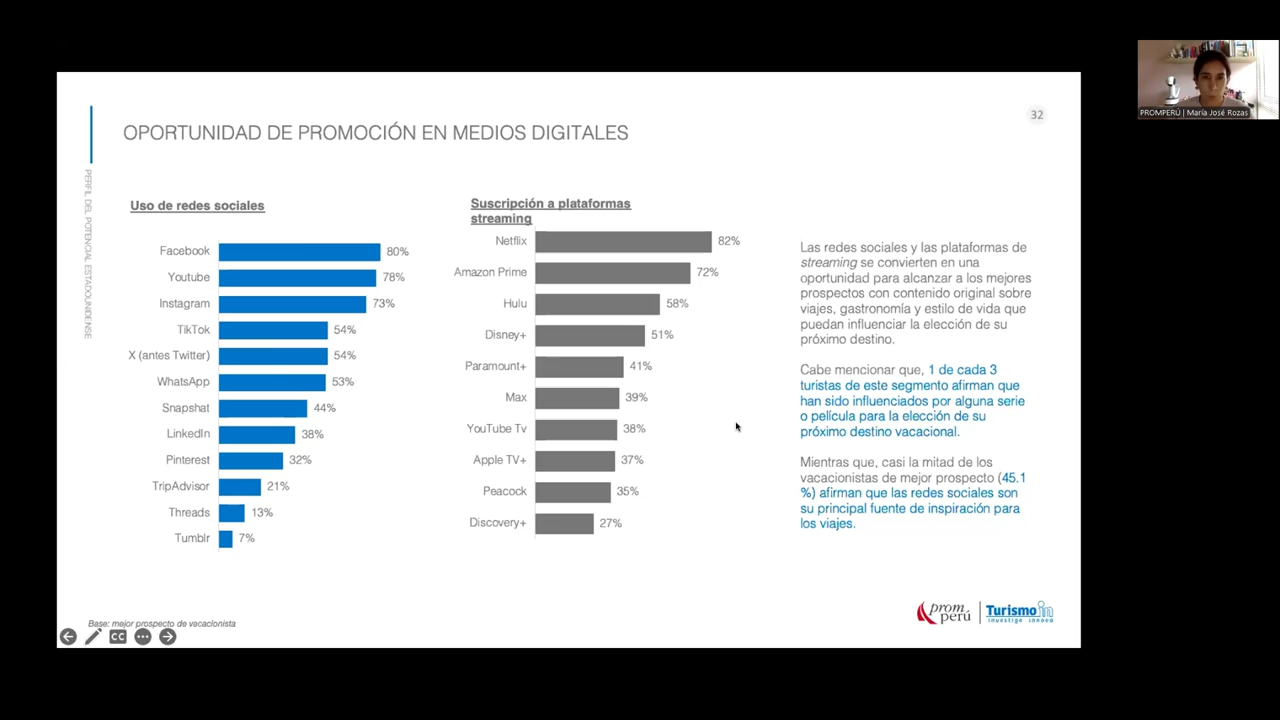 PROMPERÚ | María José Rozas
32
OPORTUNIDAD DE PROMOCIÓN EN MEDIOS DIGITALES
PERFIL DEL POTENCIAL ESTADOUNIDENSE
Uso de redes sociales
Facebook 80%
Youtube 78%
Instagram 73%
TikTok 54%
X (antes Twitter) 54%
WhatsApp 53%
Snapshat 44%
LinkedIn 38%
Pinterest 32%
TripAdvisor 21%
Threads 13%
Tumblr 7%
Suscripción a plataformas
streaming
Netflix 82%
Amazon Prime 72%
Hulu 58%
Disney+ 51%
Paramount+ 41%
Max 39%
YouTube Tv 38%
Apple TV+ 37%
Peacock 35%
Discovery+ 27%
Las redes sociales y las plataformas de
streaming se convierten en una
oportunidad para alcanzar a los mejores
prospectos con contenido original sobre
viajes, gastronomía y estilo de vida que
puedan influenciar la elección de su
próximo destino.
Cabe mencionar que, 1 de cada 3
turistas de este segmento afirman que
han sido influenciados por alguna serie
o película para la elección de su
próximo destino vacacional.
Mientras que, casi la mitad de los
vacacionistas de mejor prospecto (45.1
%) afirman que las redes sociales son
su principal fuente de inspiración para
los viajes.
Base: mejor prospecto de vacacionista
CC
prom
perú
Turismo in
investiga innova